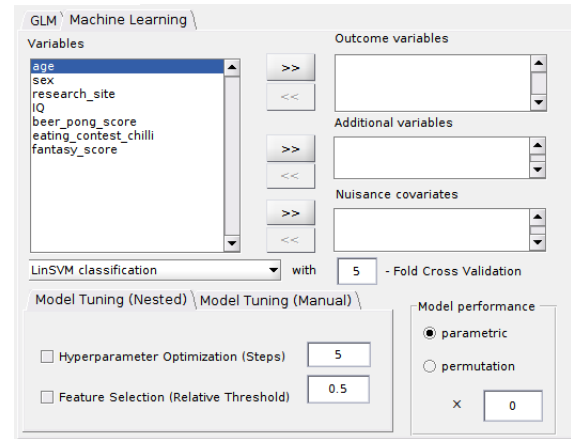 GLM Machine Learning
Variables
age
sex
research_site
IQ
beer_pong_score
eating_contest_chilli
fantasy_score
>>
<<
>>
<<
>>
<<
Outcome variables
Additional variables
Nuisance covariates
LinSVM classification with 5 - Fold Cross Validation
Model Tuning (Nested) Model Tuning (Manual)
Hyperparameter Optimization (Steps) 5
Feature Selection (Relative Threshold) 0.5
Model performance
parametric
permutation
x 0